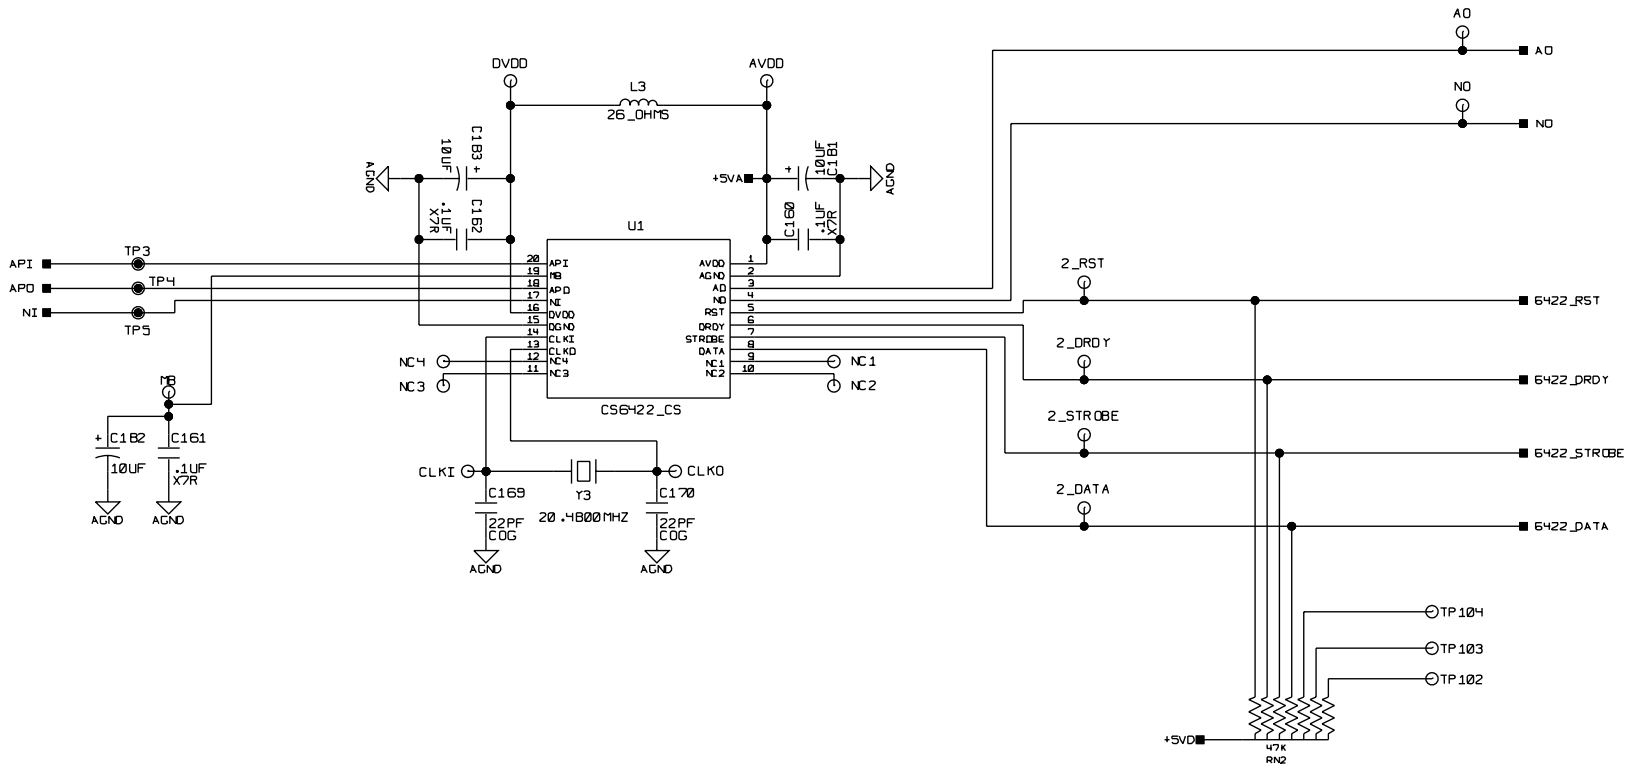 AO
AO
NO
NO
DVDD
AVDD
L3
26_OHMS
C183
10UF
+
AGND
C162
.1UF
X7R
+5VA
+
10UF
C181
AGND
C160
.1UF
X7R
U1
API
TP3
APO
TP4
NI
TP5
20 API
19 MB
18 APO
17 NI
16 DVDD
15 DGND
14 CLKI
13 CLKO
12 NC4
11 NC3
AVDD 1
AGND 2
AO 3
NO 4
RST 5
DRDY 6
STROBE 7
DATA 8
NC1 9
NC2 10
NC4
NC3
NC1
NC2
CS6422_CS
2_RST
6422_RST
2_DRDY
6422_DRDY
2_STROBE
6422_STROBE
2_DATA
6422_DATA
MB
+ C182
10UF
AGND
C161
.1UF
X7R
AGND
CLKI
CLKO
Y3
20.4800MHZ
C169
22PF
COG
AGND
C170
22PF
COG
AGND
TP104
TP103
TP102
+5VD
47K
RN2